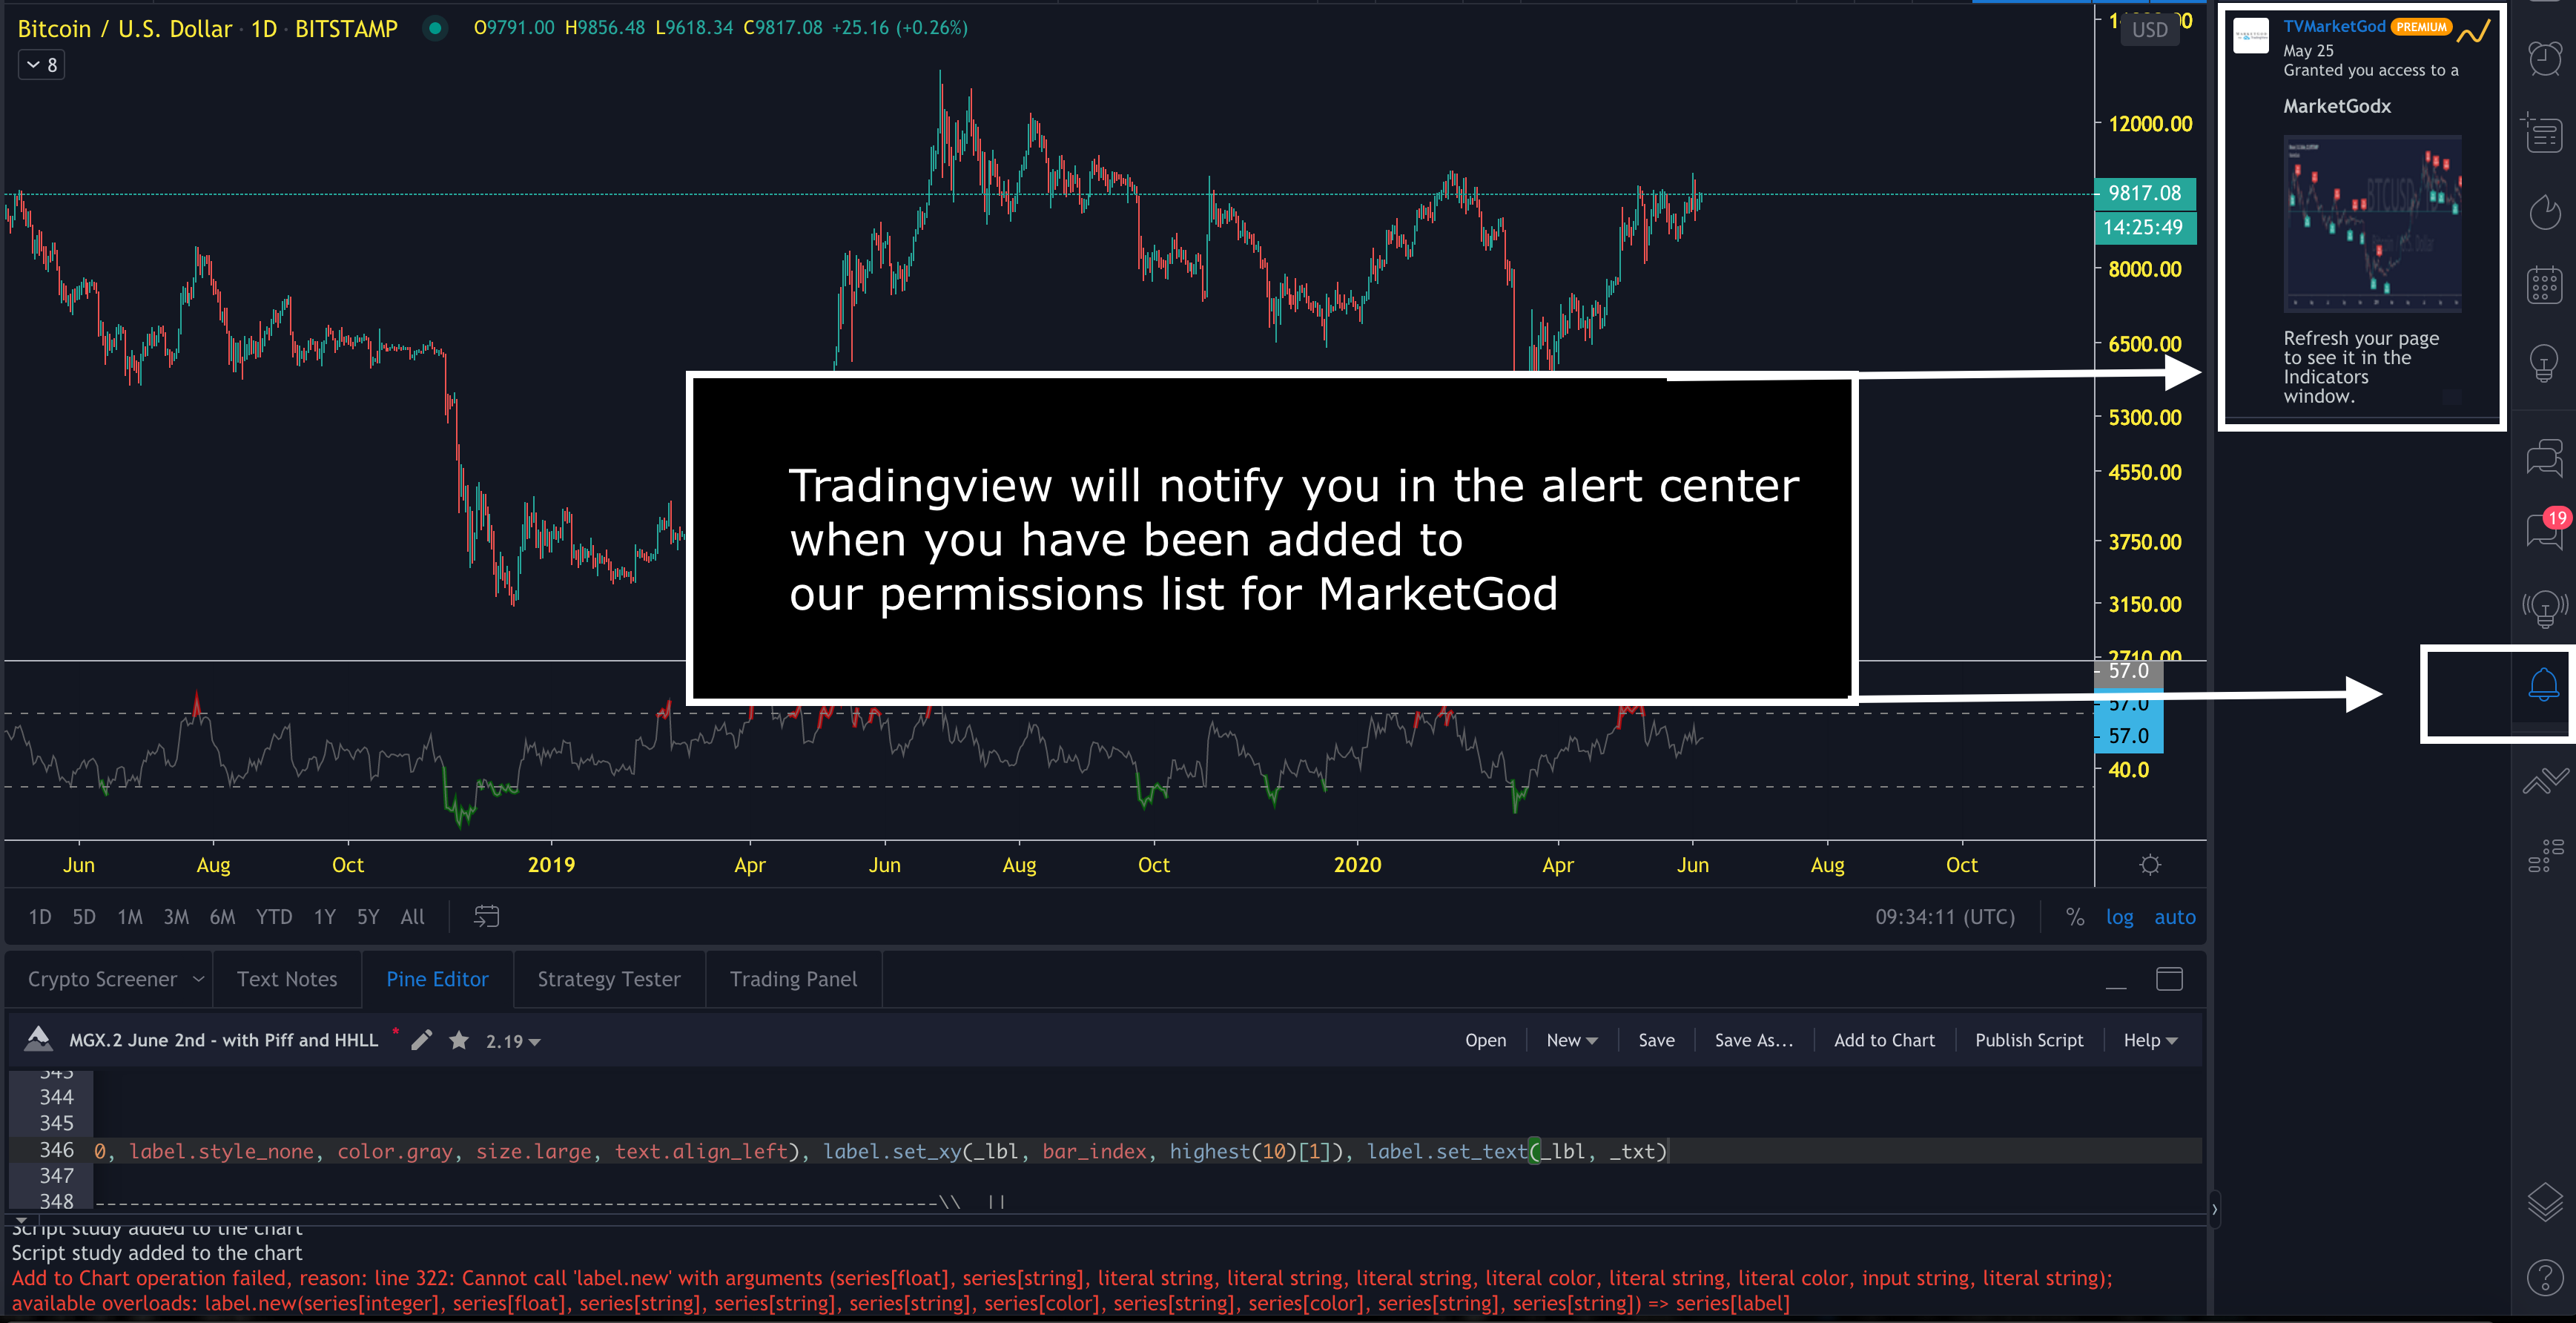 Bitcoin / U.S. Dollar · 1D · BITSTAMP O9791.00 H9856.48 L9618.34 C9817.08 +25.16 (+0.26%)
8
USD
12000.00
9817.08
14:25:49
8000.00
6500.00
5300.00
4550.00
3750.00
3150.00
2710.00
57.0
57.0
57.0
40.0
TVMarketGod PREMIUM
May 25
Granted you access to a
MarketGodx
Refresh your page
to see it in the
Indicators
window.
19
Tradingview will notify you in the alert center
when you have been added to
our permissions list for MarketGod
Jun Aug Oct 2019 Apr Jun Aug Oct 2020 Apr Jun Aug Oct
1D 5D 1M 3M 6M YTD 1Y 5Y All 09:34:11 (UTC) % log auto
Crypto Screener Text Notes Pine Editor Strategy Tester Trading Panel
MGX.2 June 2nd - with Piff and HHLL * 2.19 Open New Save Save As... Add to Chart Publish Script Help
343
344
345
346 0, label.style_none, color.gray, size.large, text.align_left), label.set_xy(_lbl, bar_index, highest(10)[1]), label.set_text(_lbl, _txt)
347
348 ---------------------------------------------------------------\\ ||
Script study added to the chart
Script study added to the chart
Add to Chart operation failed, reason: line 322: Cannot call 'label.new' with arguments (series[float], series[string], literal string, literal string, literal string, literal color, literal string, literal color, input string, literal string);
available overloads: label.new(series[integer], series[float], series[string], series[string], series[string], series[color], series[string], series[color], series[string], series[string]) => series[label]